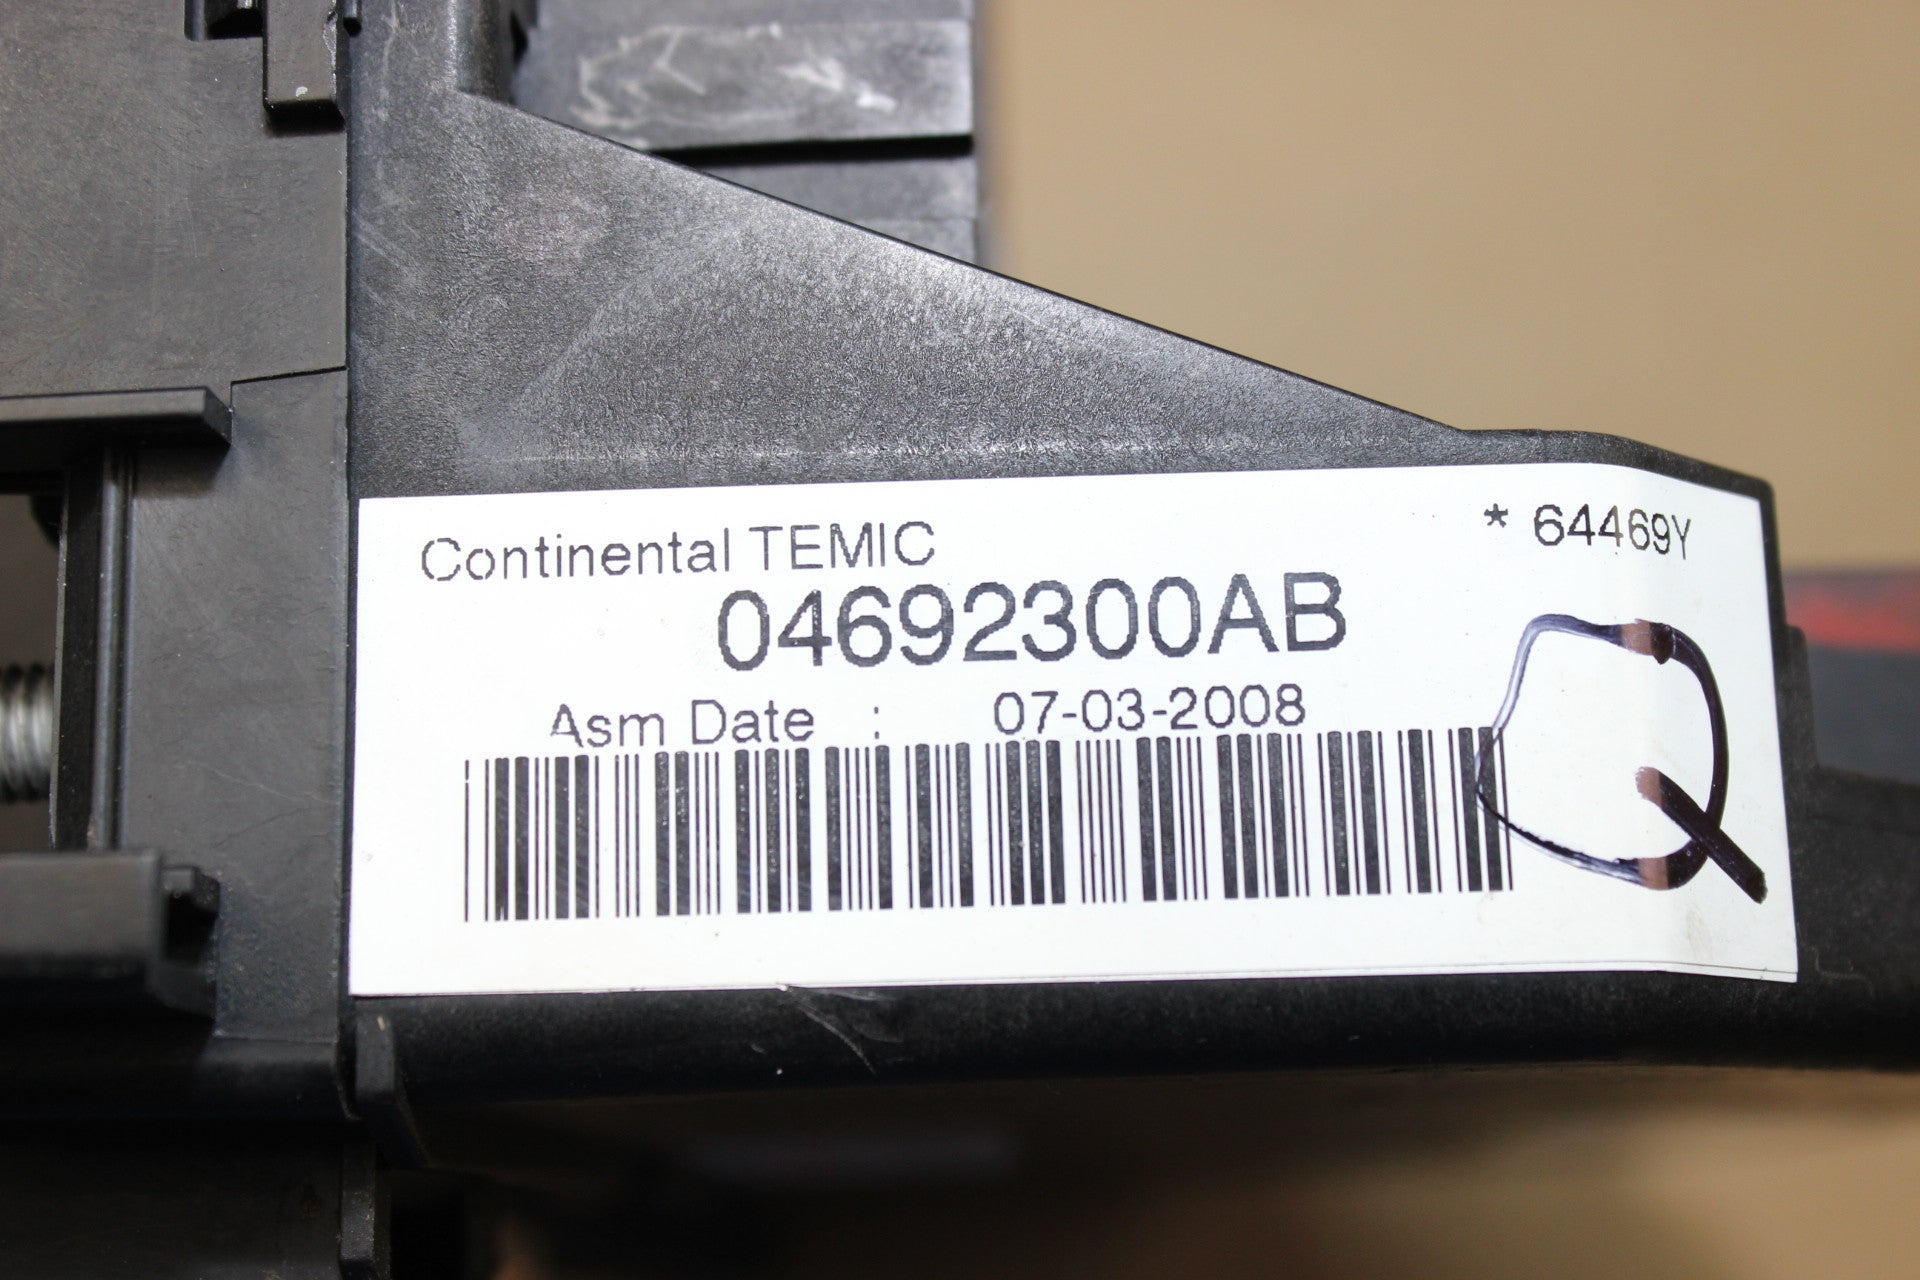 Continental TEMIC
* 64469Y
04692300AB
Asm Date : 07-03-2008
Q